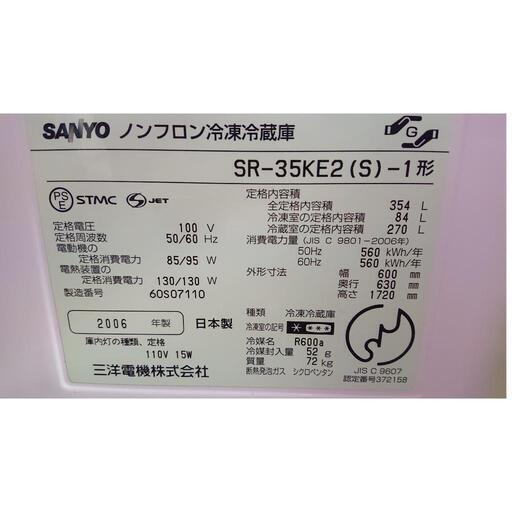 SANYO ノンフロン冷凍冷蔵庫
G
SR-35KE2(S)-1形
PS E STMC S JET
定格電圧 100 V
定格周波数 50/60 Hz
電動機の
定格消費電力 85/95 W
電熱装置の
定格消費電力 130/130 W
製造番号 60S07110
2006 年製 日本製
庫内灯の種類、定格
110V 15W
三洋電機株式会社
定格内容積
全定格内容積 354 L
冷凍室の定格内容積 84 L
冷蔵室の定格内容積 270 L
消費電力量(JIS C 9801-2006年)
50Hz 560 kWh/年
60Hz 560 kWh/年
外形寸法 幅 600 mm
奥行 630 mm
高さ 1720 mm
種類 冷凍冷蔵庫
冷凍室の記号 * ***
冷媒名 R600a
冷媒封入量 52 g
質量 72 kg
断熱発泡ガス シクロペンタン
JIS C 9607
認定番号372158